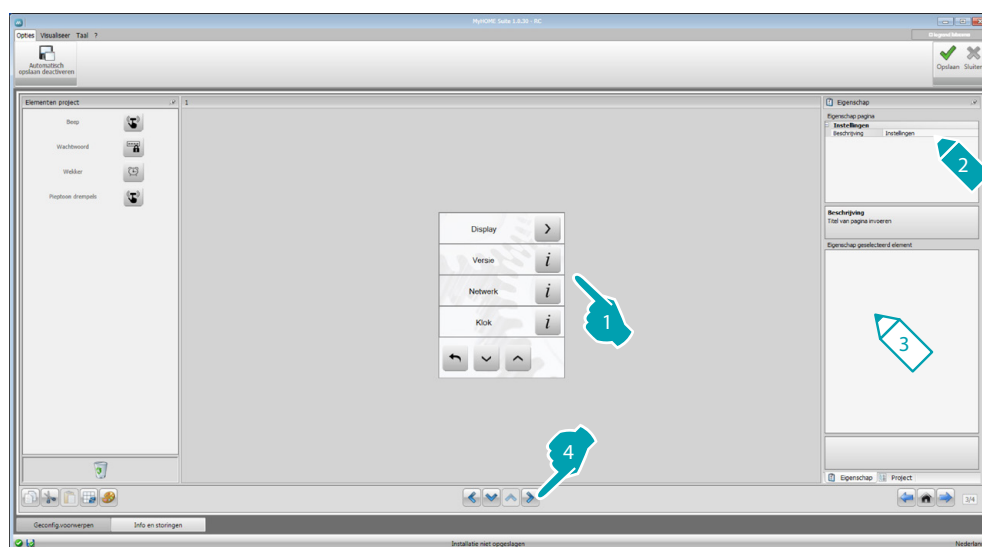 MyHOME Suite 1.0.20 - RC
Opties Visualiseer Taal ?
Automatisch
opslaan deactiveren
Opslaan Sluiten
Elementen project
1
Eigenschap
Beep
Wachtwoord
Wekker
Pieptoon drempels
Eigenschap pagina
Instellingen
Beschrijving Instellingen
2
Beschrijving
Titel van pagina invoeren
Eigenschap geselecteerd element
Display
Versie
Netwerk
Klok
1
3
4
Eigenschap Project
3/4
Geconfig.voorwerpen Info en storingen
Installatie niet opgeslagen
Nederlan